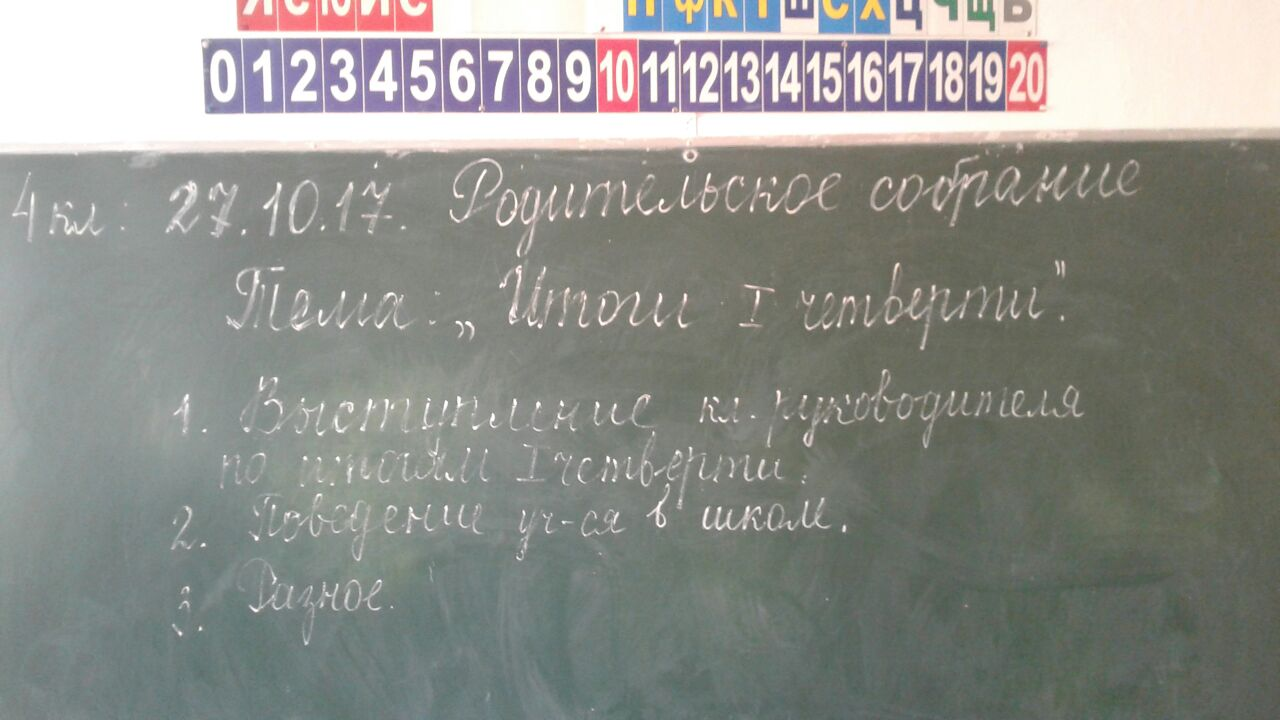 Я Є Ю И С
П Ф К Т Ш С Х Ц Ч Щ Ь
0 1 2 3 4 5 6 7 8 9 10 11 12 13 14 15 16 17 18 19 20
4 кл: 27.10.17. Родительское собрание
Тема: „Итоги I четверти".
1. Выступление кл. руководителя
по итогам I четверти.
2. Поведение уч-ся в школе.
3. Разное.